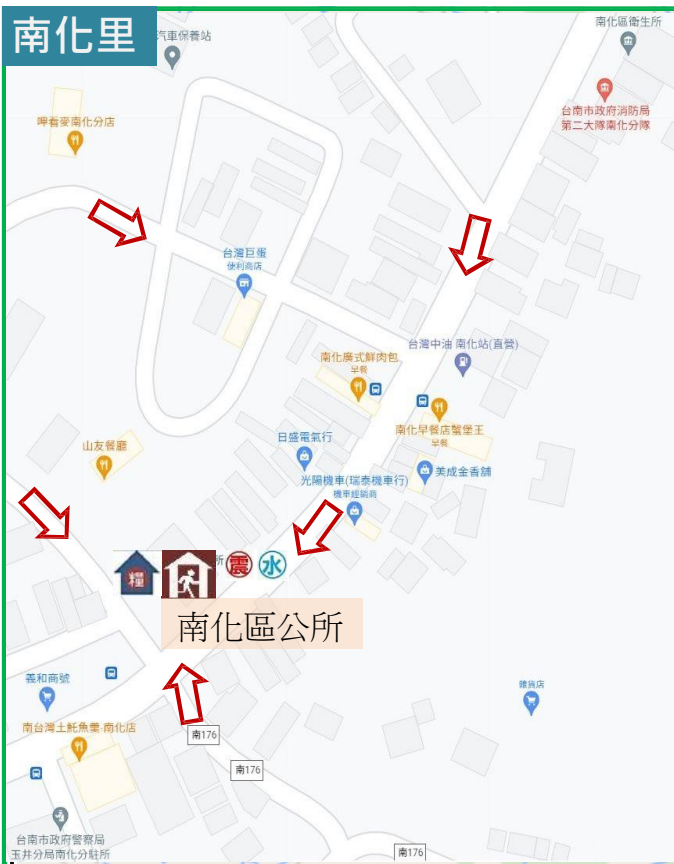 南化里
汽車保養站
南化區衛生所
台南市政府消防局
第二大隊南化分隊
呷看麥南化分店
台灣巨蛋
便利商店
台灣中油 南化站(直營)
南化廣式鮮肉包
早餐
南化早餐店蟹堡王
早餐
日盛電氣行
山友餐廳
美成金香舖
光陽機車(瑞泰機車行)
機車經銷商
糧
所
震
水
南化區公所
義和商號
雜貨店
南台灣土魠魚羹-南化店
南176
南176
台南市政府警察局
玉井分局南化分駐所
南176